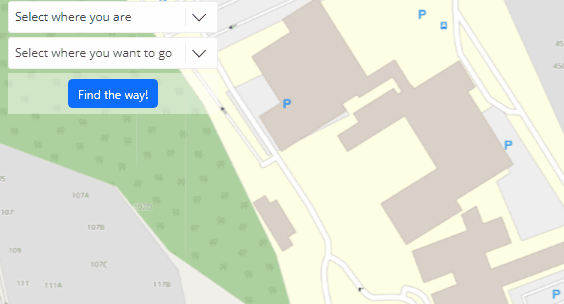 Select where you are
Select where you want to go
Find the way!
P
P
P
P
107A
107
107B
109
107C
111
111A
117B